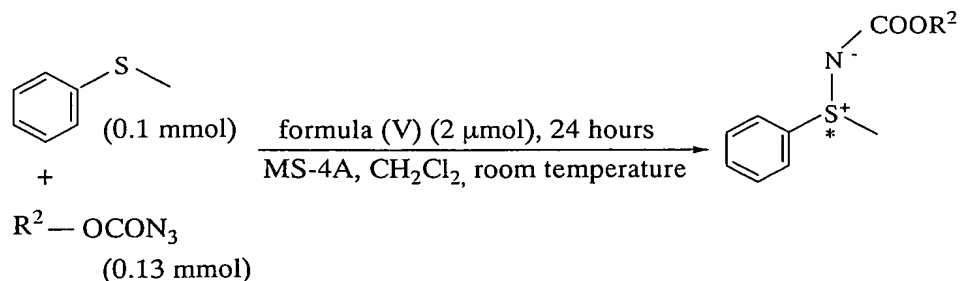 S
(0.1 mmol)
+
R² — OCON₃
(0.13 mmol)
formula (V) (2 μmol), 24 hours
MS-4A, CH₂Cl₂, room temperature
COOR²
N -
S+
*